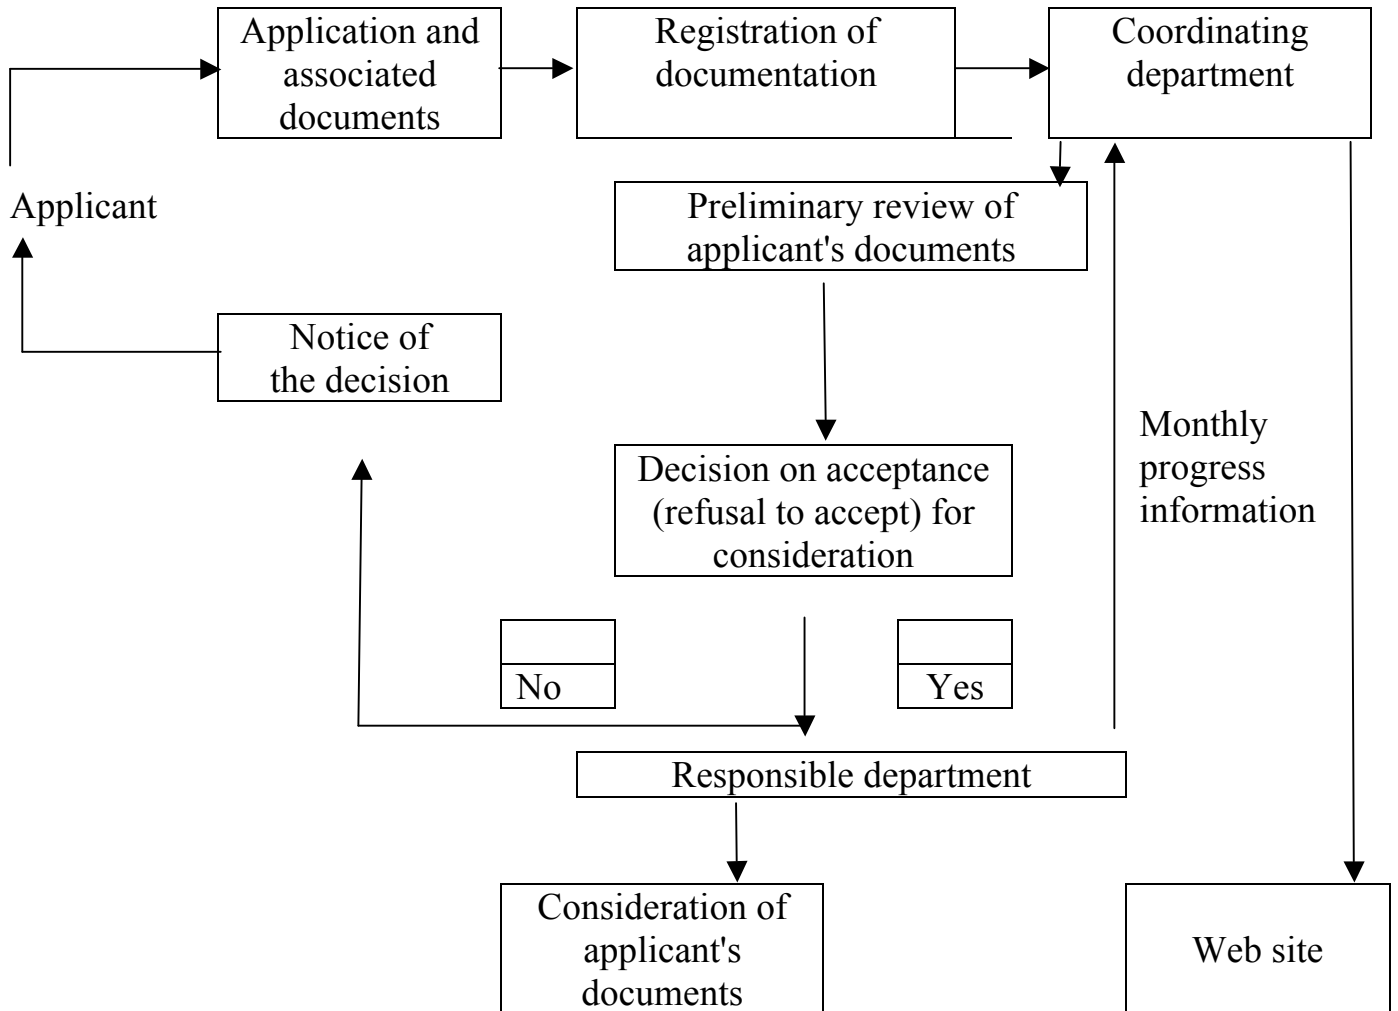 Application and
associated
documents
Registration of
documentation
Coordinating
department
Applicant
Preliminary review of
applicant's documents
Notice of
the decision
Monthly
progress
information
Decision on acceptance
(refusal to accept) for
consideration
No
Yes
Responsible department
Consideration of
applicant's
documents
Web site